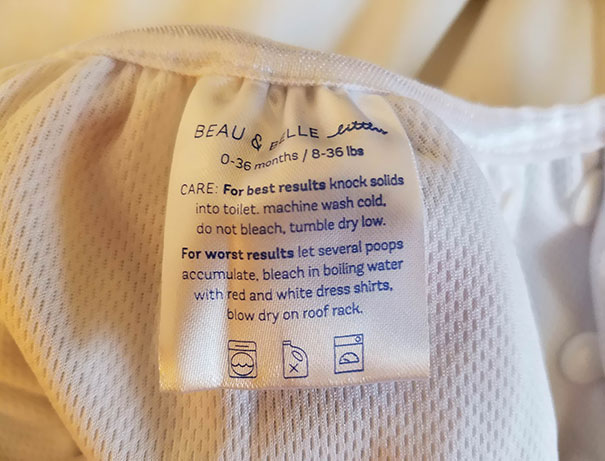 BEAU & BELLE littles
0-36 months / 8-36 lbs
CARE: For best results knock solids
into toilet. machine wash cold,
do not bleach, tumble dry low.
For worst results let several poops
accumulate, bleach in boiling water
with red and white dress shirts,
blow dry on roof rack.